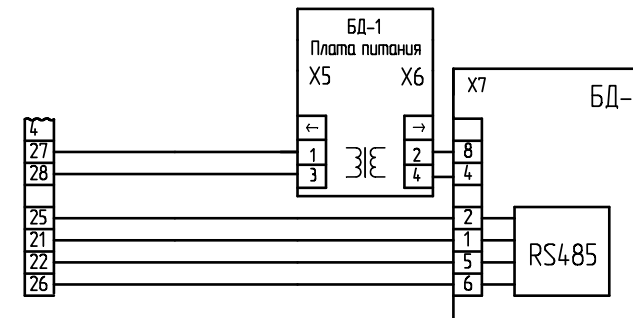 БД-1
Плата питания
X5 X6
X7
БД-
← →
4
27 1 2 8
28 3 4 4
25 2
21 1
22 5
26 6
RS485